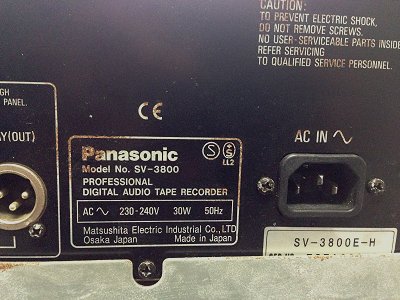 CAUTION:
TO PREVENT ELECTRIC SHOCK,
DO NOT REMOVE SCREWS.
NO USER-SERVICEABLE PARTS INSIDE
REFER SERVICING
TO QUALIFIED SERVICE PERSONNEL.
PANEL.
CE
(OUT)
Panasonic
Model No. SV-3800
PROFESSIONAL
DIGITAL AUDIO TAPE RECORDER
AC 230-240V 30W 50Hz
Matsushita Electric Industrial Co.,LTD
Osaka Japan Made in Japan
S
LL2
AC IN
SV-3800E-H